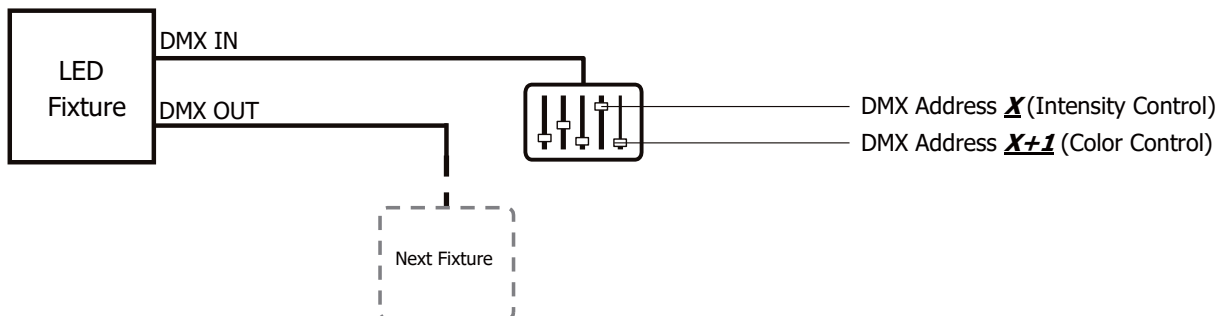 DMX IN
LED
Fixture
DMX OUT
DMX Address X (Intensity Control)
DMX Address X+1 (Color Control)
Next Fixture